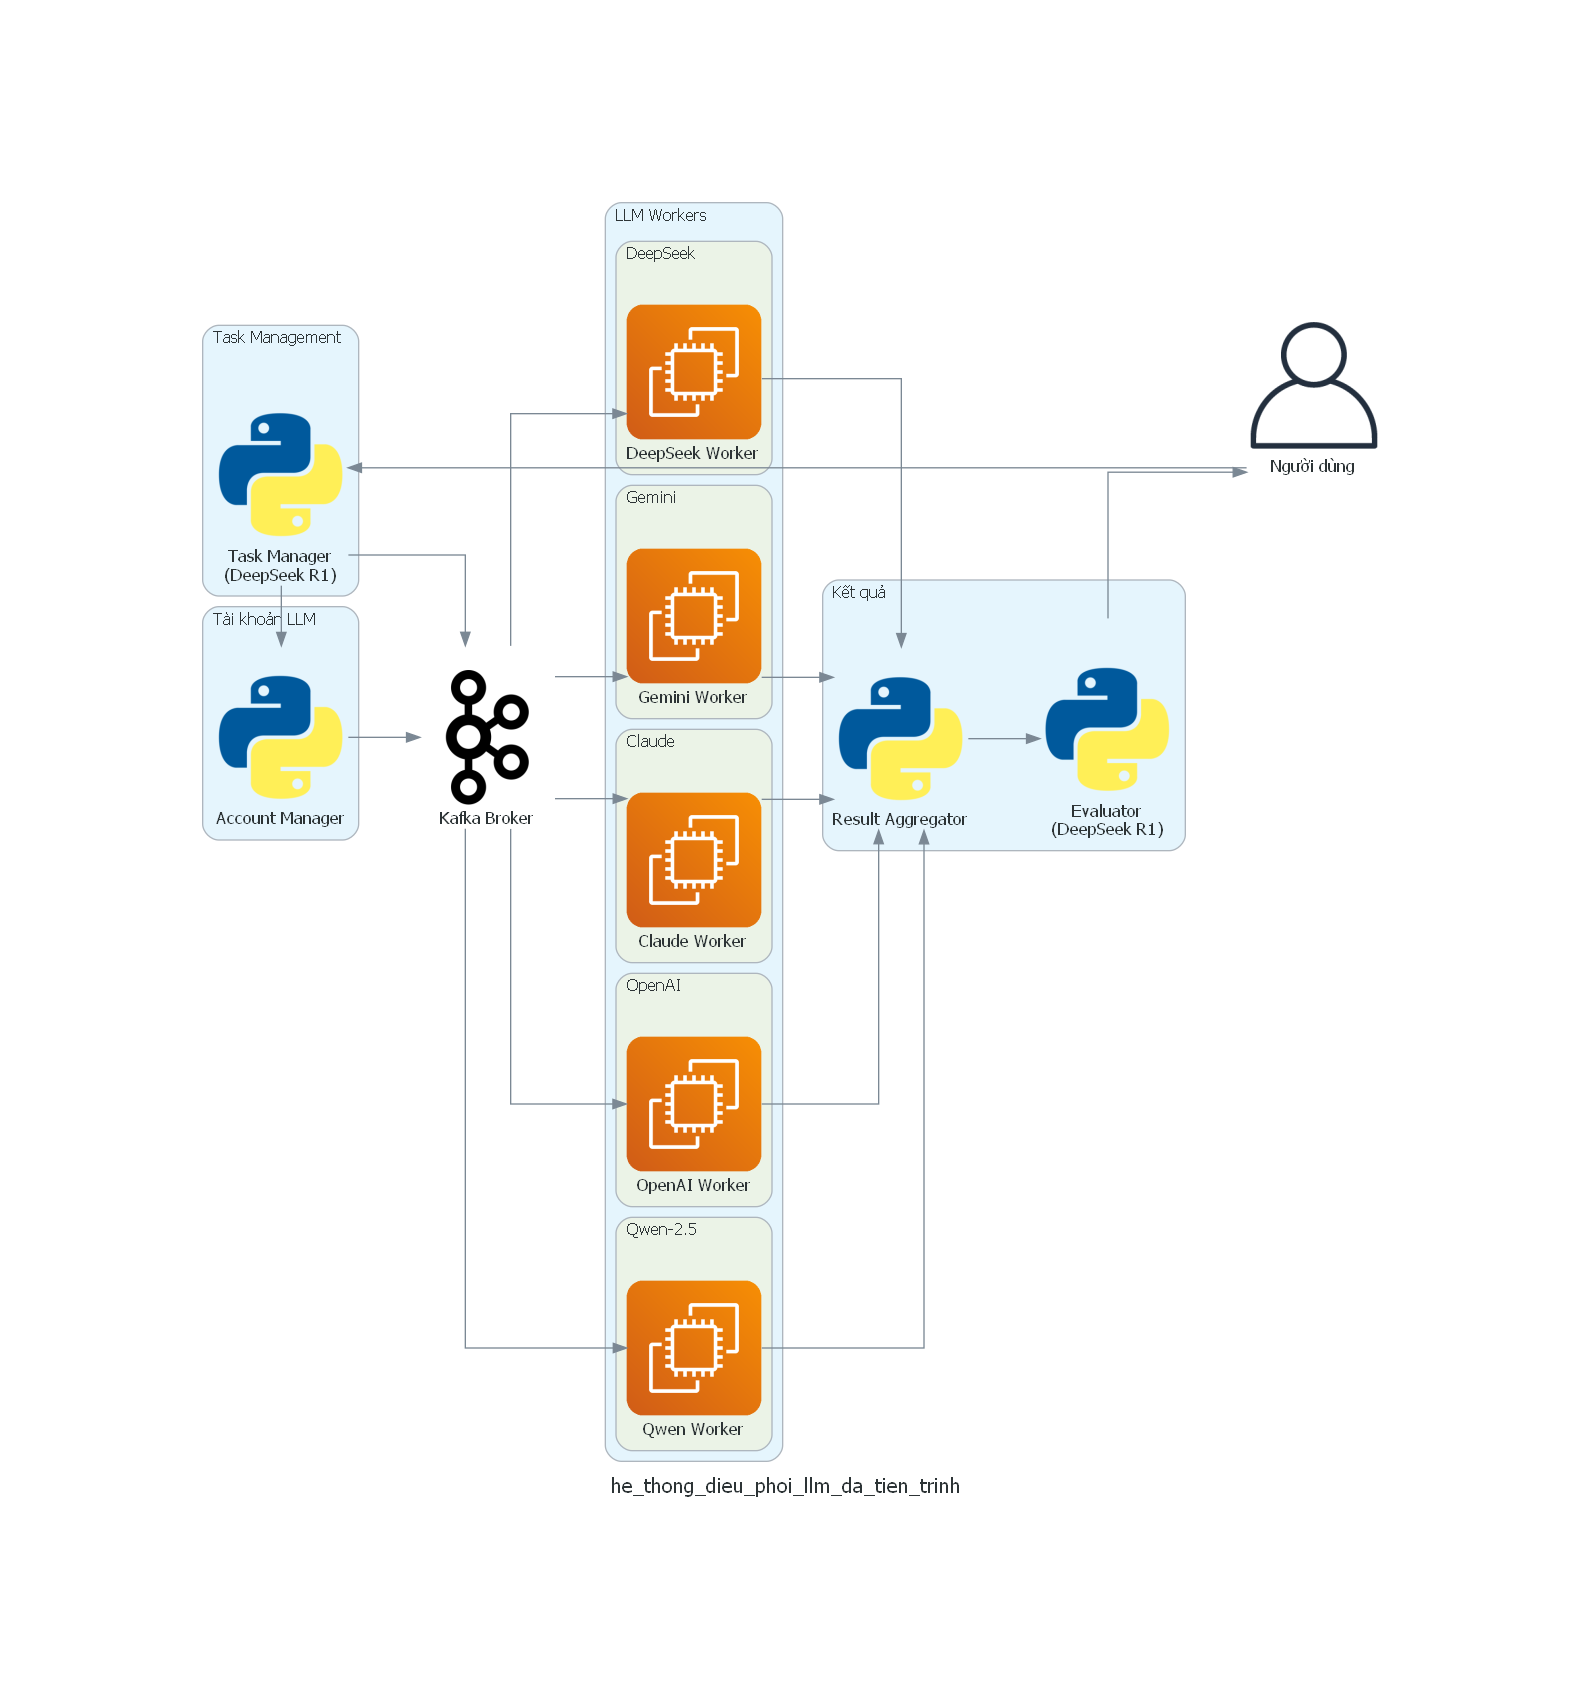 LLM Workers
DeepSeek
DeepSeek Worker
Task Management
Task Manager
(DeepSeek R1)
Người dùng
Gemini
Gemini Worker
Tài khoản LLM
Account Manager
Kafka Broker
Kết quả
Result Aggregator
Evaluator
(DeepSeek R1)
Claude
Claude Worker
OpenAI
OpenAI Worker
Qwen-2.5
Qwen Worker
he_thong_dieu_phoi_llm_da_tien_trinh